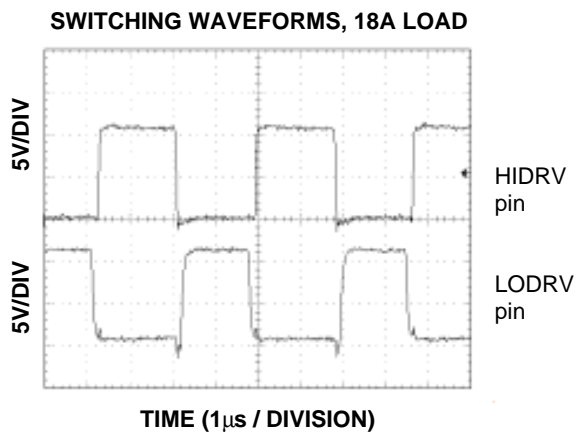 SWITCHING WAVEFORMS, 18A LOAD
5V/DIV
HIDRV
pin
5V/DIV
LODRV
pin
TIME (1µs / DIVISION)